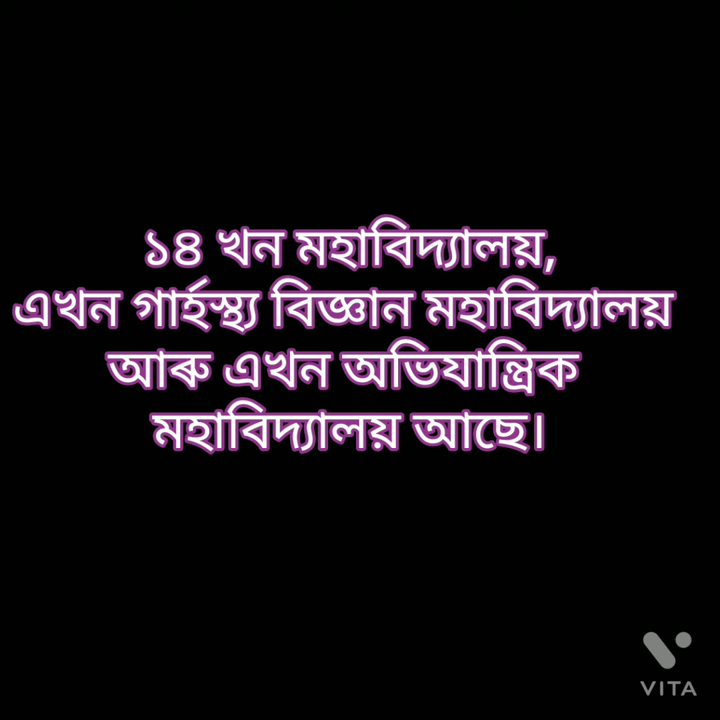 ১৪ খন মহাবিদ্যালয়,
এখন গাৰ্হস্থ্য বিজ্ঞান মহাবিদ্যালয়
আৰু এখন অভিযান্ত্ৰিক
মহাবিদ্যালয় আছে।
VITA